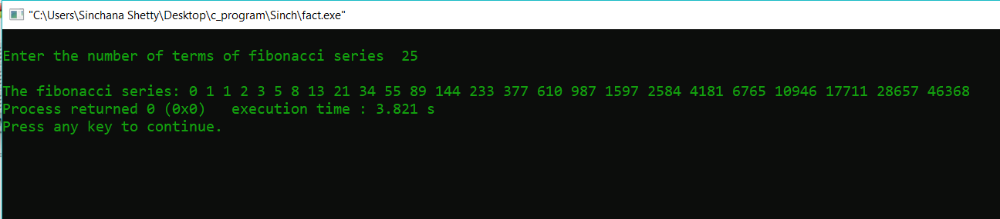 "C:\Users\Sinchana Shetty\Desktop\c_program\Sinch\fact.exe"
Enter the number of terms of fibonacci series  25
The fibonacci series: 0 1 1 2 3 5 8 13 21 34 55 89 144 233 377 610 987 1597 2584 4181 6765 10946 17711 28657 46368
Process returned 0 (0x0)   execution time : 3.821 s
Press any key to continue.